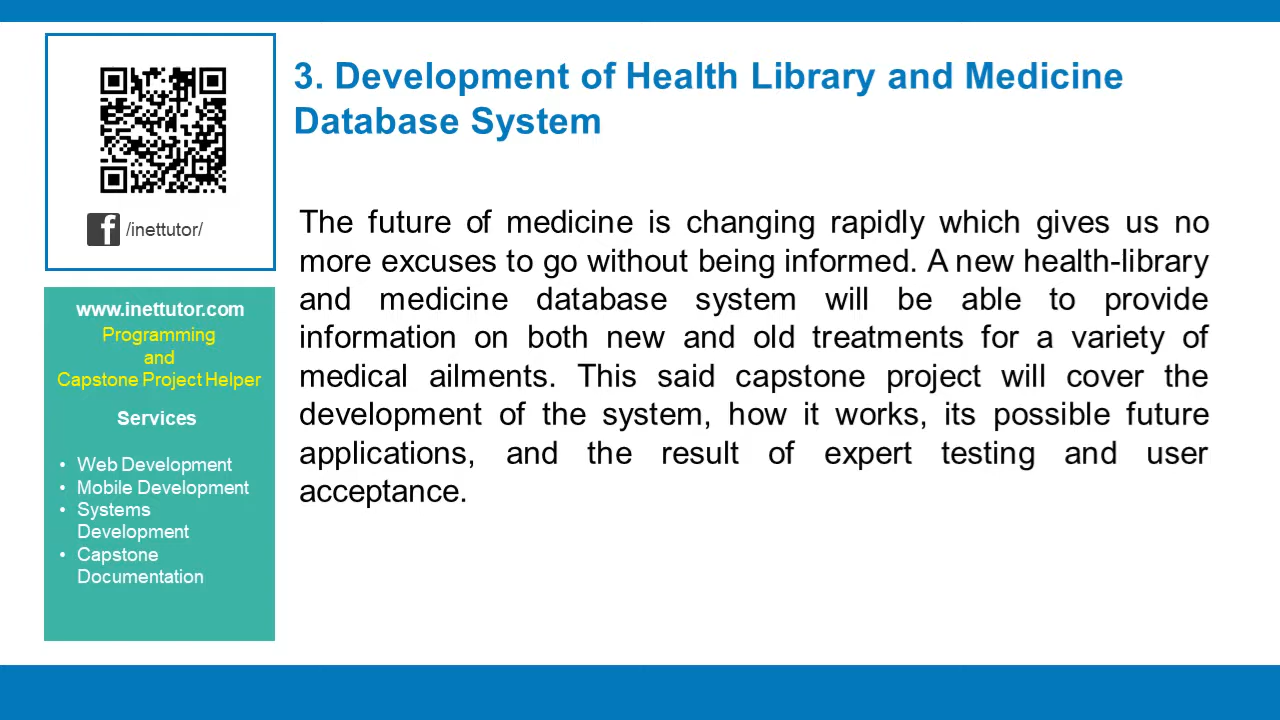 3. Development of Health Library and Medicine
Database System
/inettutor/
The future of medicine is changing rapidly which gives us no
more excuses to go without being informed. A new health-library
and medicine database system will be able to provide
information on both new and old treatments for a variety of
medical ailments. This said capstone project will cover the
development of the system, how it works, its possible future
applications, and the result of expert testing and user
acceptance.
www.inettutor.com
Programming
and
Capstone Project Helper
Services
• Web Development
• Mobile Development
• Systems
Development
• Capstone
Documentation